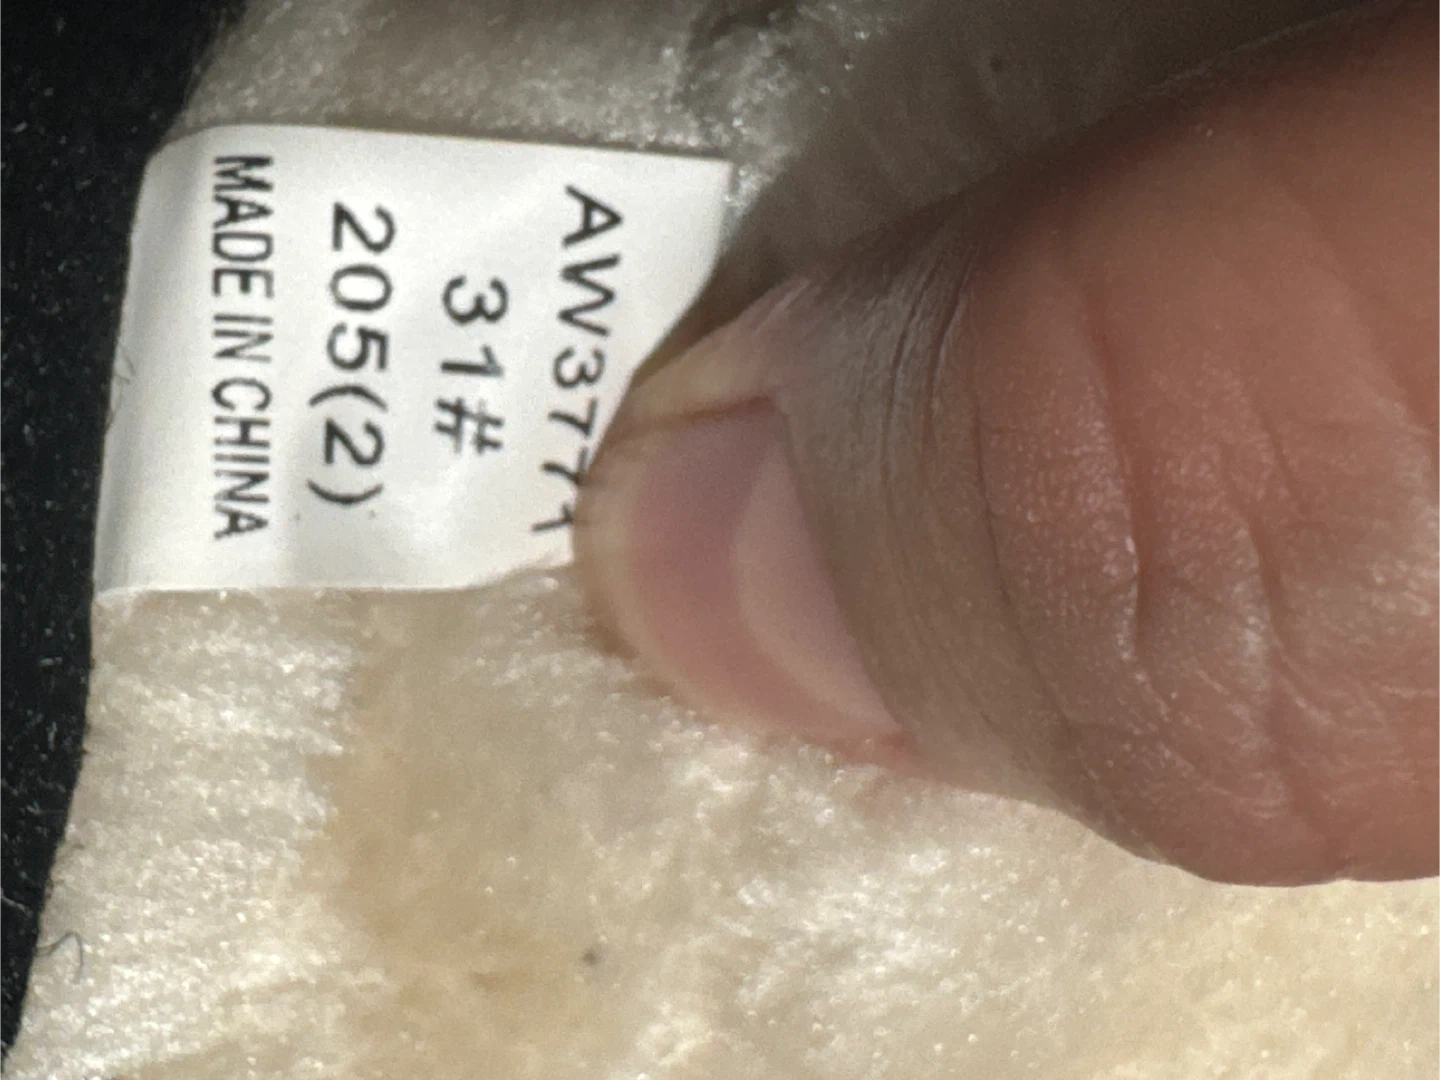 AW3771
31#
205(2)
MADE IN CHINA